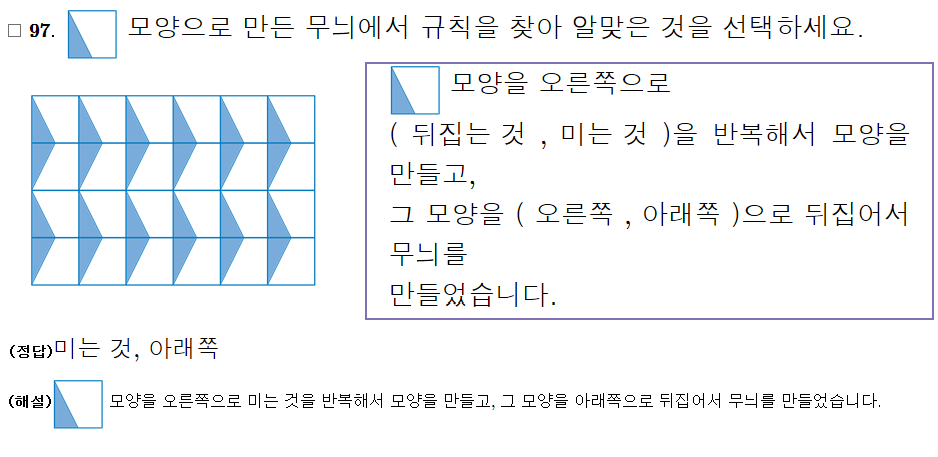 □ 97. 모양으로 만든 무늬에서 규칙을 찾아 알맞은 것을 선택하세요.
모양을 오른쪽으로
( 뒤집는 것 , 미는 것 )을 반복해서 모양을
만들고,
그 모양을 ( 오른쪽 , 아래쪽 )으로 뒤집어서
무늬를
만들었습니다.
(정답)미는 것, 아래쪽
(해설) 모양을 오른쪽으로 미는 것을 반복해서 모양을 만들고, 그 모양을 아래쪽으로 뒤집어서 무늬를 만들었습니다.